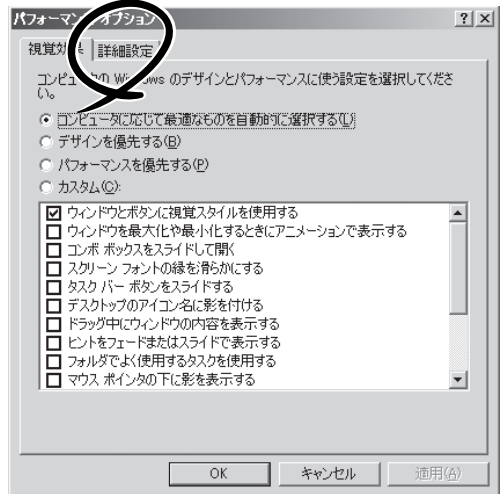 パフォーマンス オプション
視覚効果
詳細設定
コンピュータの Windows のデザインとパフォーマンスに使う設定を選択してくださ
い。
コンピュータに応じて最適なものを自動的に選択する(L)
デザインを優先する(B)
パフォーマンスを優先する(P)
カスタム(C):
ウィンドウとボタンに視覚スタイルを使用する
ウィンドウを最大化や最小化するときにアニメーションで表示する
コンボ ボックスをスライドして開く
スクリーン フォントの縁を滑らかにする
タスク バー ボタンをスライドする
デスクトップのアイコン名に影を付ける
ドラッグ中にウィンドウの内容を表示する
ヒントをフェードまたはスライドで表示する
フォルダでよく使用するタスクを使用する
マウス ポインタの下に影を表示する
OK
キャンセル
適用(A)